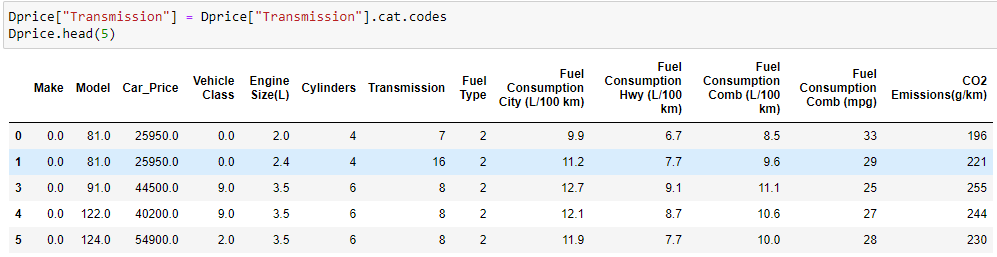 Dprice["Transmission"] = Dprice["Transmission"].cat.codes
Dprice.head(5)
Make Model Car_Price Vehicle Class Engine Size(L) Cylinders Transmission Fuel Type Fuel Consumption City (L/100 km) Fuel Consumption Hwy (L/100 km) Fuel Consumption Comb (L/100 km) Fuel Consumption Comb (mpg) CO2 Emissions(g/km)
0 0.0 81.0 25950.0 0.0 2.0 4 7 2 9.9 6.7 8.5 33 196
1 0.0 81.0 25950.0 0.0 2.4 4 16 2 11.2 7.7 9.6 29 221
3 0.0 91.0 44500.0 9.0 3.5 6 8 2 12.7 9.1 11.1 25 255
4 0.0 122.0 40200.0 9.0 3.5 6 8 2 12.1 8.7 10.6 27 244
5 0.0 124.0 54900.0 2.0 3.5 6 8 2 11.9 7.7 10.0 28 230